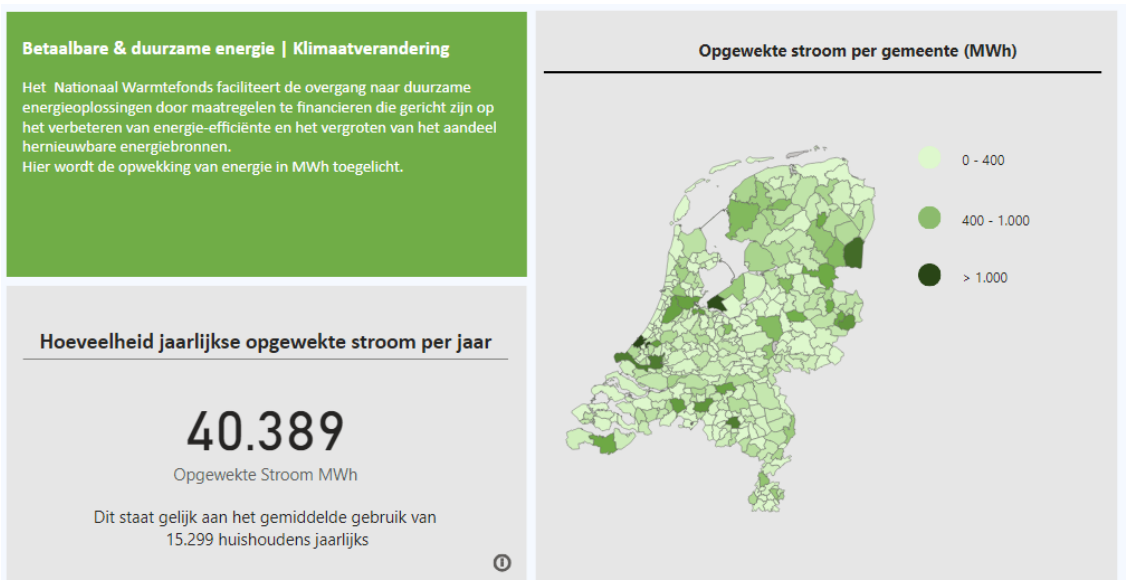 Betaalbare & duurzame energie | Klimaatverandering
Het Nationaal Warmtefonds faciliteert de overgang naar duurzame
energieoplossingen door maatregelen te financieren die gericht zijn op
het verbeteren van energie-efficiënte en het vergroten van het aandeel
hernieuwbare energiebronnen.
Hier wordt de opwekking van energie in MWh toegelicht.
Hoeveelheid jaarlijkse opgewekte stroom per jaar
40.389
Opgewekte Stroom MWh
Dit staat gelijk aan het gemiddelde gebruik van
15.299 huishoudens jaarlijks
Opgewekte stroom per gemeente (MWh)
0 - 400
400 - 1.000
> 1.000